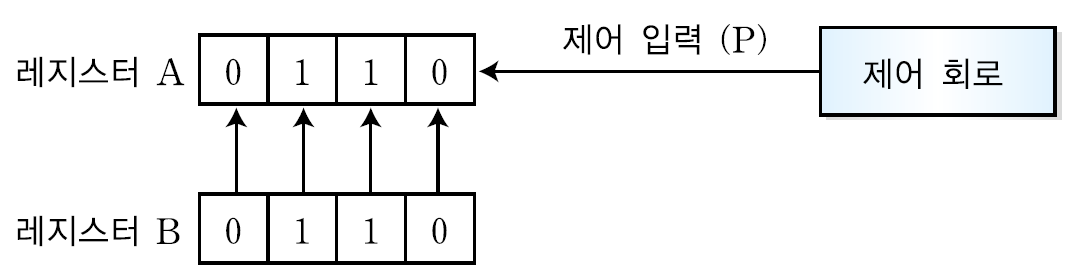 제어 입력 (P)
레지스터 A 0 1 1 0
제어 회로
레지스터 B 0 1 1 0